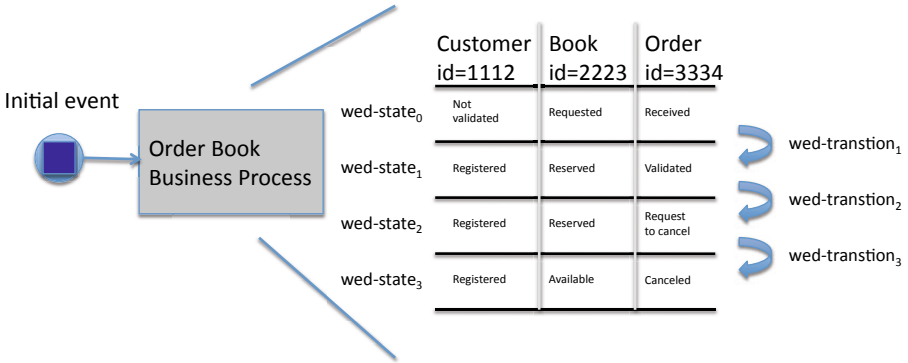 Customer id=1112
Book id=2223
Order id=3334
Initial event
Order Book
Business Process
wed-state0
Not validated
Requested
Received
wed-transtion1
wed-state1
Registered
Reserved
Validated
wed-transtion2
wed-state2
Registered
Reserved
Request to cancel
wed-transtion3
wed-state3
Registered
Available
Canceled